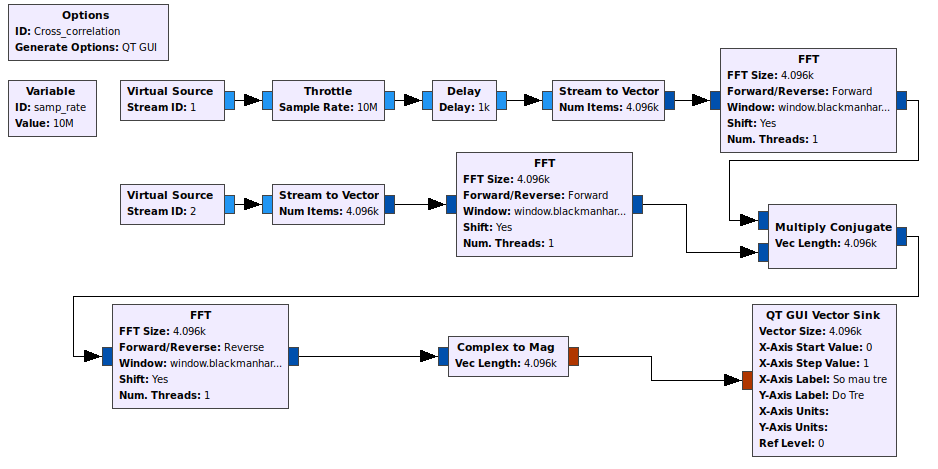 Options
ID: Cross_correlation
Generate Options: QT GUI
Variable
ID: samp_rate
Value: 10M
Virtual Source
Stream ID: 1
Throttle
Sample Rate: 10M
Delay
Delay: 1k
Stream to Vector
Num Items: 4.096k
FFT
FFT Size: 4.096k
Forward/Reverse: Forward
Window: window.blackmanhar...
Shift: Yes
Num. Threads: 1
Virtual Source
Stream ID: 2
Stream to Vector
Num Items: 4.096k
FFT
FFT Size: 4.096k
Forward/Reverse: Forward
Window: window.blackmanhar...
Shift: Yes
Num. Threads: 1
Multiply Conjugate
Vec Length: 4.096k
FFT
FFT Size: 4.096k
Forward/Reverse: Reverse
Window: window.blackmanhar...
Shift: Yes
Num. Threads: 1
Complex to Mag
Vec Length: 4.096k
QT GUI Vector Sink
Vector Size: 4.096k
X-Axis Start Value: 0
X-Axis Step Value: 1
X-Axis Label: So mau tre
Y-Axis Label: Do Tre
X-Axis Units:
Y-Axis Units:
Ref Level: 0